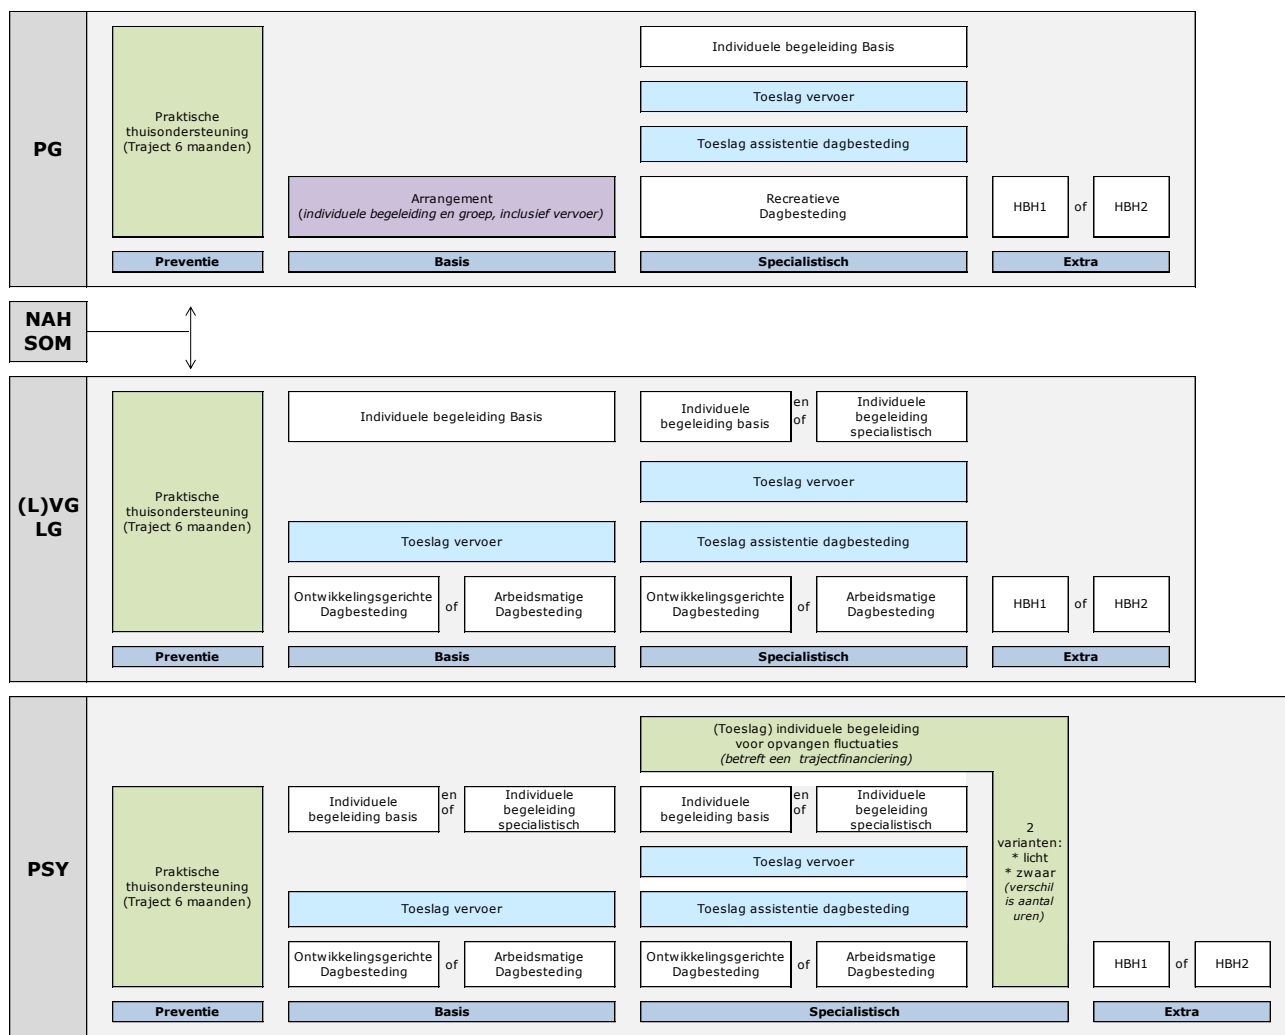 PG
Praktische
thuisondersteuning
(Traject 6 maanden)
Individuele begeleiding Basis
Toeslag vervoer
Toeslag assistentie dagbesteding
Arrangement
(individuele begeleiding en groep, inclusief vervoer)
Recreatieve
Dagbesteding
HBH1
of
HBH2
Preventie
Basis
Specialistisch
Extra
NAH
SOM
(L)VG
LG
Praktische
thuisondersteuning
(Traject 6 maanden)
Individuele begeleiding Basis
Individuele
begeleiding basis
en
of
Individuele
begeleiding
specialistisch
Toeslag vervoer
Toeslag vervoer
Toeslag assistentie dagbesteding
Ontwikkelingsgerichte
Dagbesteding
of
Arbeidsmatige
Dagbesteding
Ontwikkelingsgerichte
Dagbesteding
of
Arbeidsmatige
Dagbesteding
HBH1
of
HBH2
Preventie
Basis
Specialistisch
Extra
PSY
(Toeslag) individuele begeleiding
voor opvangen fluctuaties
(betreft een trajectfinanciering)
2
varianten:
* licht
* zwaar
(verschil
is aantal
uren)
Praktische
thuisondersteuning
(Traject 6 maanden)
Individuele
begeleiding basis
en
of
Individuele
begeleiding
specialistisch
Individuele
begeleiding basis
en
of
Individuele
begeleiding
specialistisch
Toeslag vervoer
Toeslag vervoer
Toeslag assistentie dagbesteding
Ontwikkelingsgerichte
Dagbesteding
of
Arbeidsmatige
Dagbesteding
Ontwikkelingsgerichte
Dagbesteding
of
Arbeidsmatige
Dagbesteding
HBH1
of
HBH2
Preventie
Basis
Specialistisch
Extra